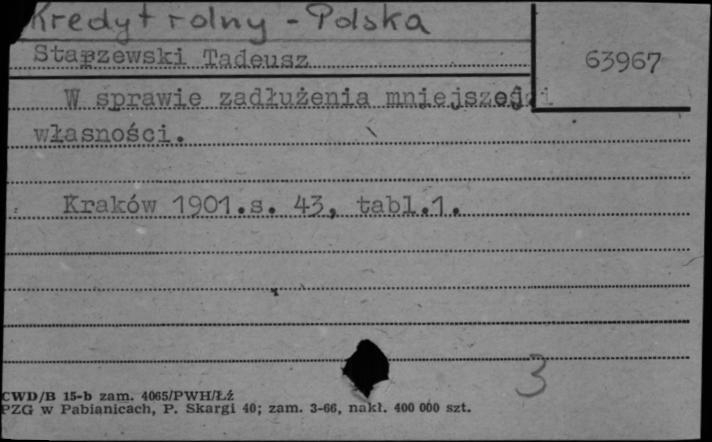 Kredyt rolny - Polska
63967
Starzewski Tadeusz
W sprawie zadłużenia mniejszej
własności.
Kraków 1901.s. 43, tabl.1.
3
CWD/B 15-b zam. 4065/PWH/Łź
PZG w Pabianicach, P. Skargi 40; zam. 3-66, nakł. 400 000 szt.